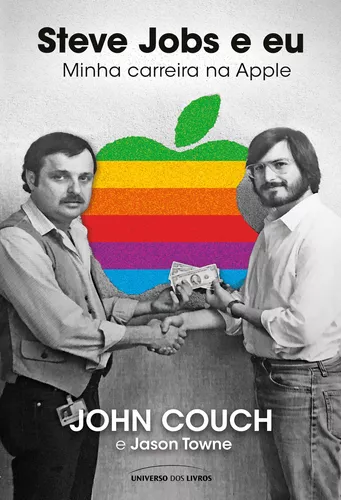 Steve Jobs e eu
Minha carreira na Apple
JOHN COUCH
e Jason Towne
UNIVERSO DOS LIVROS